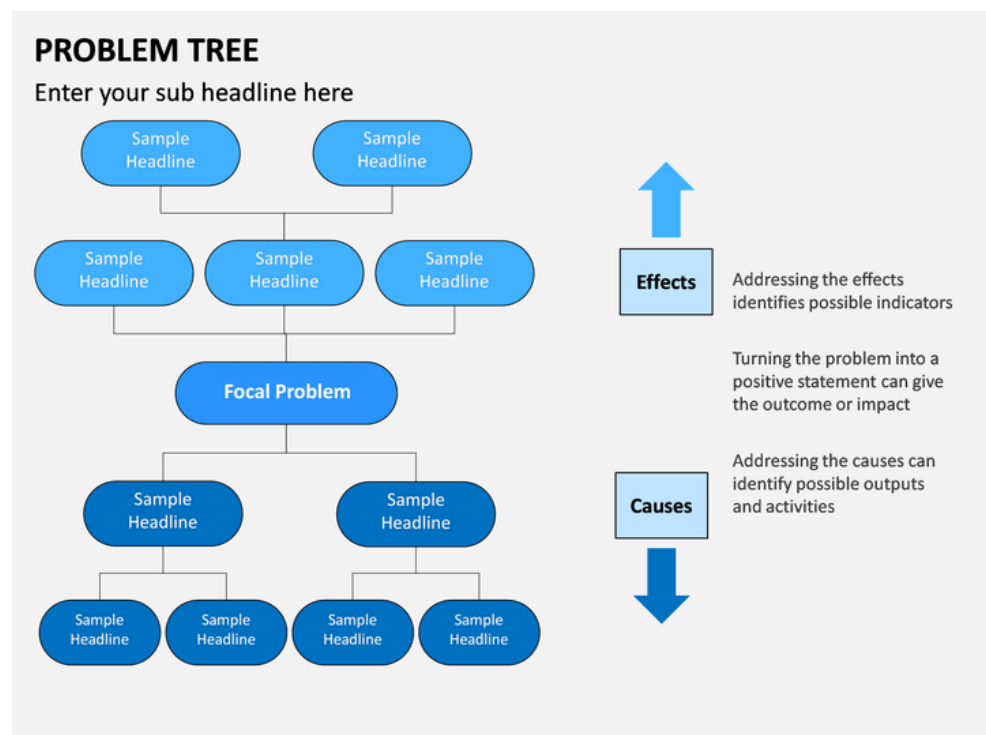 PROBLEM TREE
Enter your sub headline here
Sample
Headline
Sample
Headline
Sample
Headline
Sample
Headline
Sample
Headline
Focal Problem
Sample
Headline
Sample
Headline
Sample
Headline
Sample
Headline
Sample
Headline
Sample
Headline
Effects
Addressing the effects
identifies possible indicators
Turning the problem into a
positive statement can give
the outcome or impact
Causes
Addressing the causes can
identify possible outputs
and activities